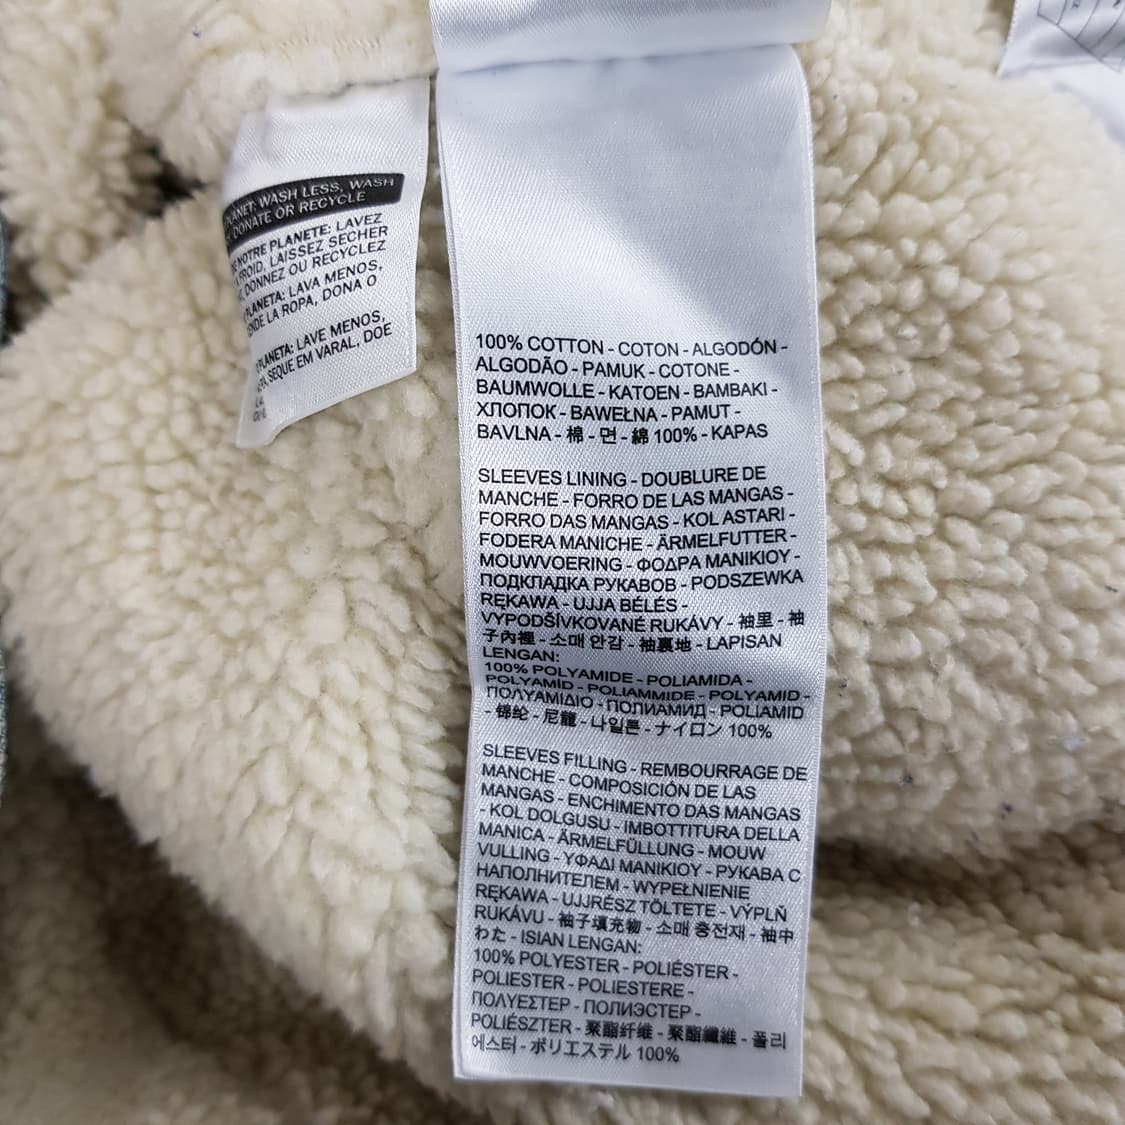 PLANET: WASH LESS, WASH
DONATE OR RECYCLE
NOTRE PLANETE: LAVEZ
FROID, LAISSEZ SECHER
DONNEZ OU RECYCLEZ
PLANETA: LAVA MENOS,
LA ROPA, DONA O
PLANETA: LAVE MENOS,
SEQUE EM VARAL, DOE
100% COTTON - COTON - ALGODÓN -
ALGODÃO - PAMUK - COTONE -
BAUMWOLLE - KATOEN - BAMBAKI -
ХЛОПОК - BAWEŁNA - PAMUT -
BAVLNA - 棉 - 면 - 綿 100% - KAPAS
SLEEVES LINING - DOUBLURE DE
MANCHE - FORRO DE LAS MANGAS -
FORRO DAS MANGAS - KOL ASTARI -
FODERA MANICHE - ÄRMELFUTTER -
MOUWVOERING - ΦΟΔΡΑ ΜΑΝΙΚΙΟΥ -
ПОДКЛАДКА РУКАВОВ - PODSZEWKA
RĘKAWA - UJJA BÉLÉS -
VYPODŠÍVKOVANÉ RUKÁVY - 袖里 - 袖
子內裡 - 소매 안감 - 袖裏地 - LAPISAN
LENGAN:
100% POLYAMIDE - POLIAMIDA -
POLYAMİD - POLIAMMIDE - POLYAMID -
ΠΟΛΥΑΜΙΔΙΟ - ПОЛИАМИД - POLIAMID
- 锦纶 - 尼龍 - 나일론 - ナイロン 100%
SLEEVES FILLING - REMBOURRAGE DE
MANCHE - COMPOSICIÓN DE LAS
MANGAS - ENCHIMENTO DAS MANGAS
- KOL DOLGUSU - IMBOTTITURA DELLA
MANICA - ÄRMELFÜLLUNG - MOUW
VULLING - ΥΦΑΔΙ ΜΑΝΙΚΙΟΥ - РУКАВА С
НАПОЛНИТЕЛЕМ - WYPEŁNIENIE
RĘKAWA - UJJRÉSZ TÖLTETE - VÝPLŇ
RUKÁVU - 袖子填充物 - 소매 충전재 - 袖中
わた - ISIAN LENGAN:
100% POLYESTER - POLIÉSTER -
POLIESTER - POLIESTERE -
ΠΟΛΥΕΣΤΕΡ - ПОЛИЭСТЕР -
POLIÉSZTER - 聚酯纤维 - 聚酯纖維 - 폴리
에스터 - ポリエステル 100%